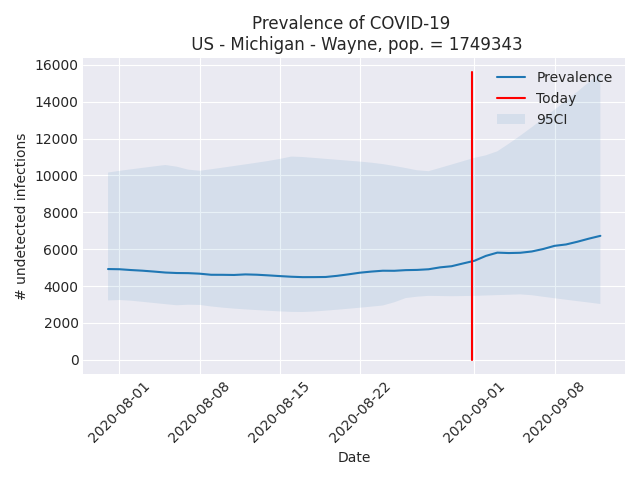 Prevalence of COVID-19
US - Michigan - Wayne, pop. = 1749343
Prevalence
Today
95CI
# undetected infections
16000
14000
12000
10000
8000
6000
4000
2000
0
2020-08-01
2020-08-08
2020-08-15
2020-08-22
2020-09-01
2020-09-08
Date